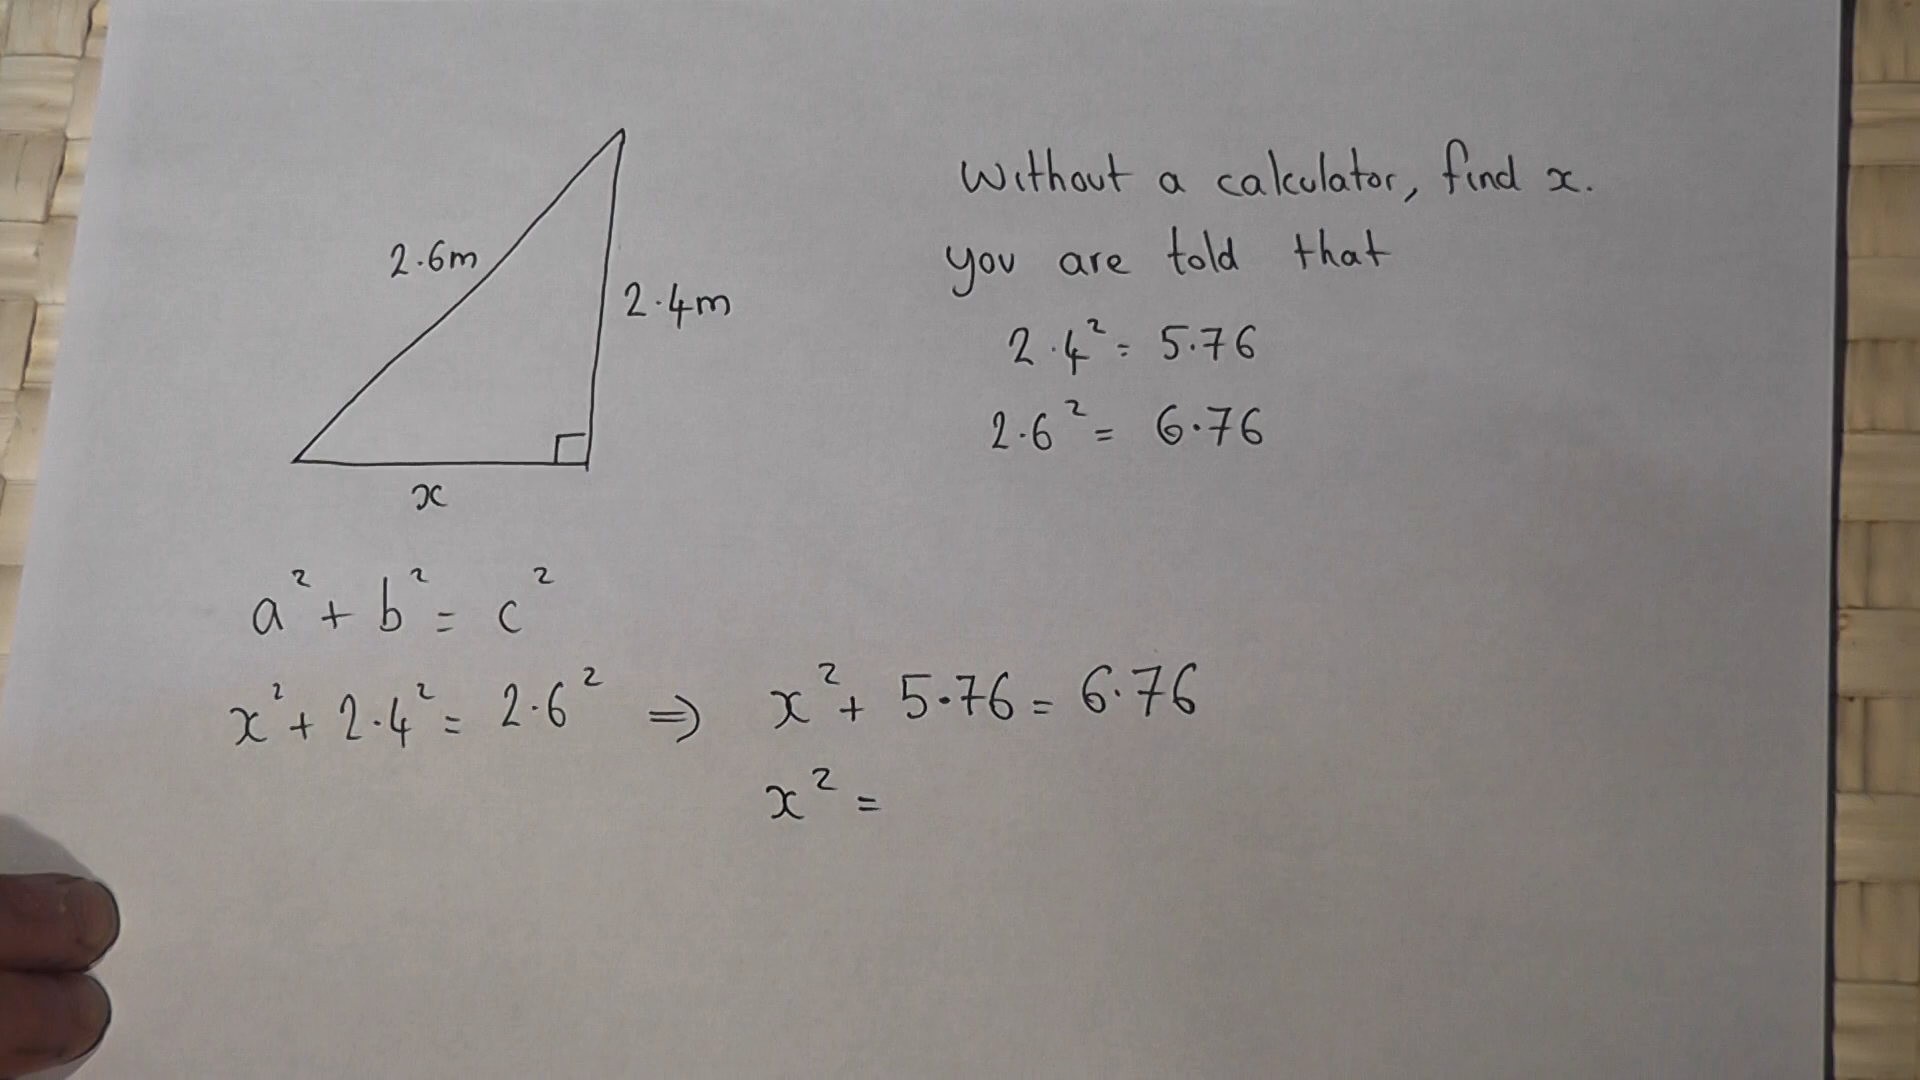 Without a calculator, find x.
you are told that
2.6m
2.4m
2.4² = 5.76
2.6² = 6.76
x
a² + b² = c²
x² + 2.4² = 2.6² ⇒ x² + 5.76 = 6.76
x² =